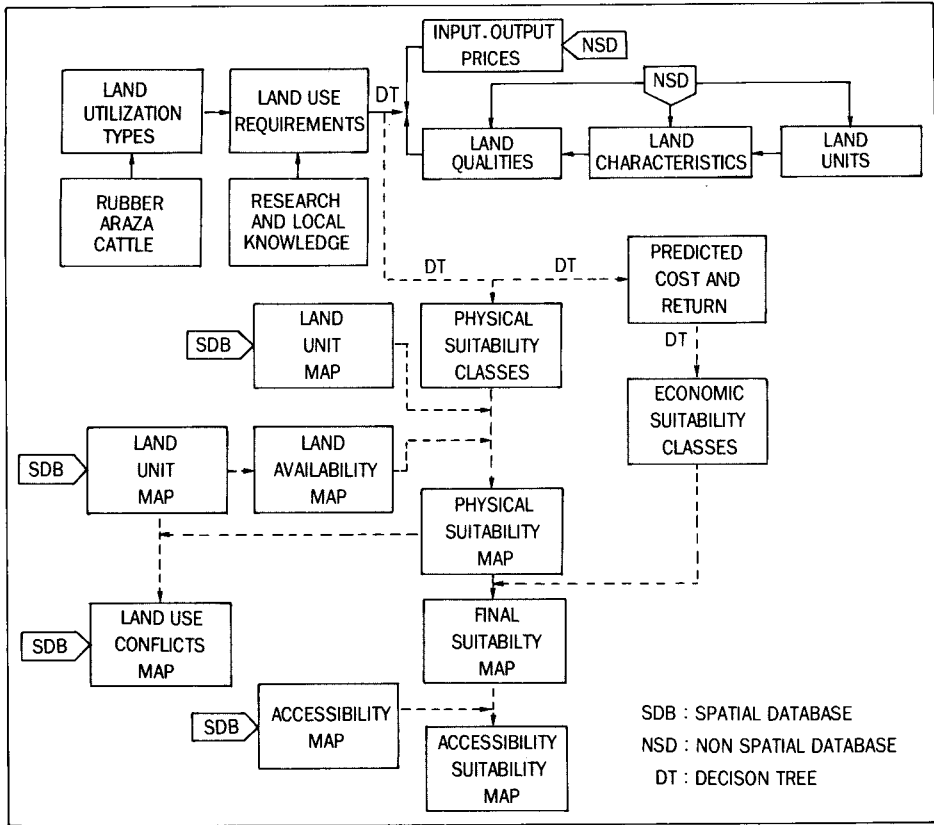 INPUT. OUTPUT
PRICES
NSD
LAND
UTILIZATION
TYPES
LAND USE
REQUIREMENTS
DT
NSD
LAND
QUALITIES
LAND
CHARACTERISTICS
LAND
UNITS
RUBBER
ARAZA
CATTLE
RESEARCH
AND LOCAL
KNOWLEDGE
DT
DT
PREDICTED
COST AND
RETURN
SDB
LAND
UNIT
MAP
PHYSICAL
SUITABILITY
CLASSES
DT
ECONOMIC
SUITABILITY
CLASSES
SDB
LAND
UNIT
MAP
LAND
AVAILABILITY
MAP
PHYSICAL
SUITABILITY
MAP
SDB
LAND USE
CONFLICTS
MAP
FINAL
SUITABILTY
MAP
SDB
ACCESSIBILITY
MAP
ACCESSIBILITY
SUITABILITY
MAP
SDB : SPATIAL DATABASE
NSD : NON SPATIAL DATABASE
DT : DECISON TREE